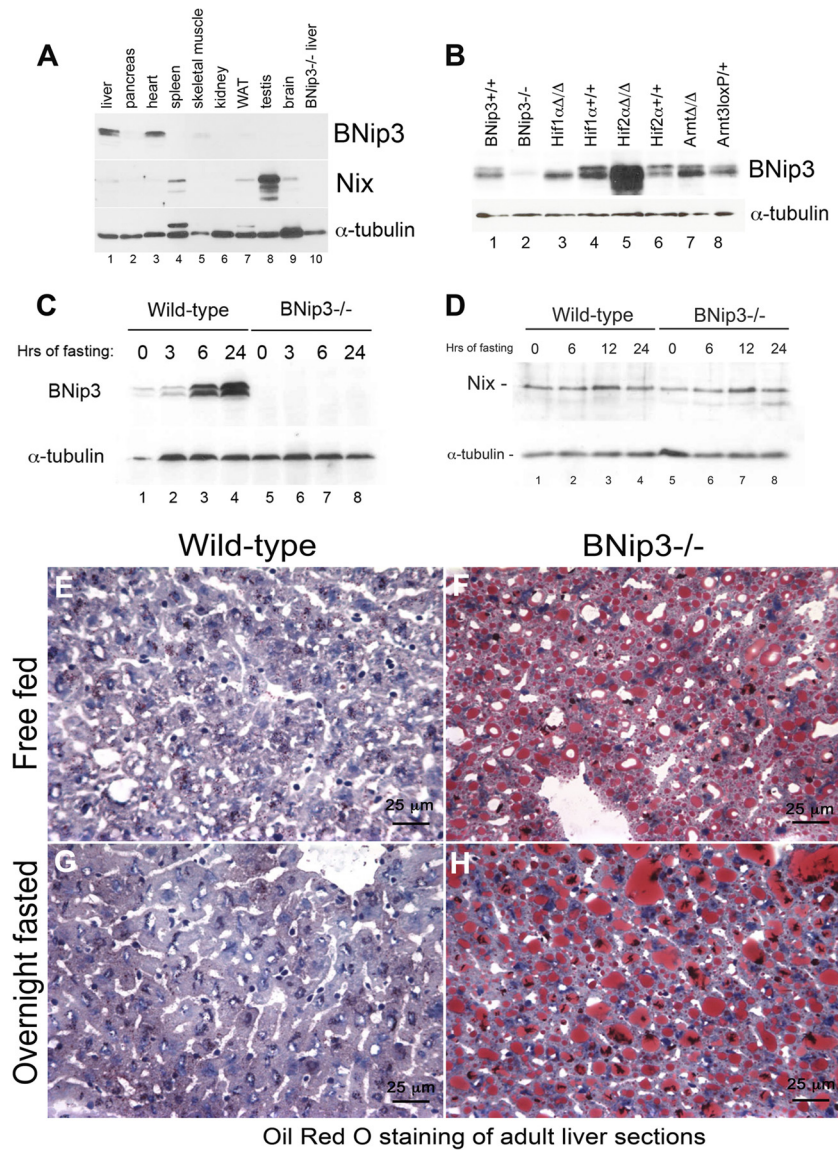 A
liver
pancreas
heart
spleen
skeletal muscle
kidney
WAT
testis
brain
BNip3-/- liver
BNip3
Nix
α-tubulin
1 2 3 4 5 6 7 8 9 10
B
BNip3+/+
BNip3-/-
Hif1αΔ/Δ
Hif1α+/+
Hif2αΔ/Δ
Hif2α+/+
ArntΔ/Δ
Arnt3loxP/+
BNip3
α-tubulin
1 2 3 4 5 6 7 8
C
Wild-type BNip3-/-
Hrs of fasting: 0 3 6 24 0 3 6 24
BNip3
α-tubulin
1 2 3 4 5 6 7 8
D
Wild-type BNip3-/-
Hrs of fasting 0 6 12 24 0 6 12 24
Nix -
α-tubulin -
1 2 3 4 5 6 7 8
Wild-type BNip3-/-
Free fed
E
25 μm
F
25 μm
Overnight fasted
G
25 μm
H
25 μm
Oil Red O staining of adult liver sections